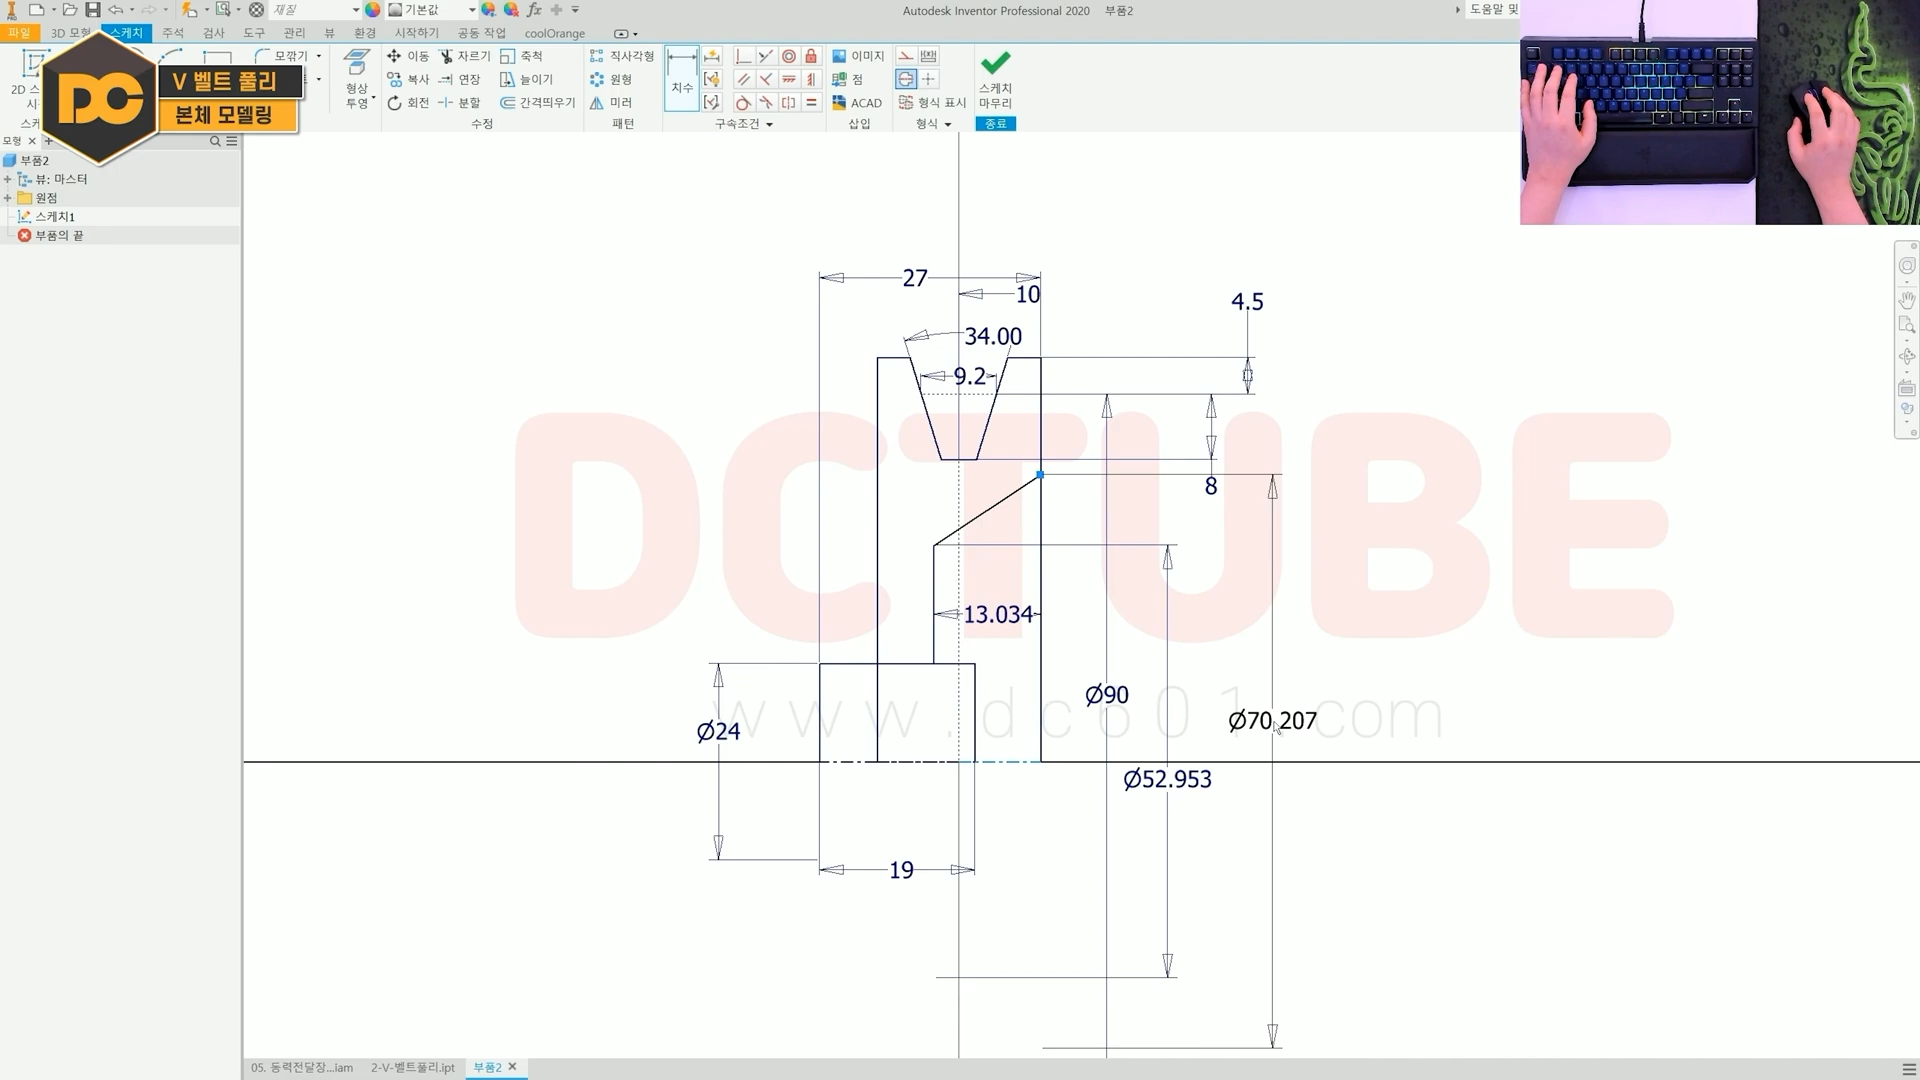 재질
기본값
fx
Autodesk Inventor Professional 2020 부품2
도움말 및
파일 3D 모형 스케치 주석 검사 도구 관리 뷰 환경 시작하기 공동 작업 coolOrange
모깎기
이동 자르기 축척
복사 연장 늘이기
회전 분할 간격띄우기
형상
투영
직사각형
원형
미러
치수
이미지
점
ACAD
형식 표시
스케치
마무리
수정 패턴 구속조건 삽입 형식 종료
DC
V 벨트 풀리
본체 모델링
모형
부품2
뷰: 마스터
원점
스케치1
부품의 끝
27
10
4.5
34.00
9.2
8
DCTUBE
13.034
Ø90
www.dc601.com
Ø70.207
Ø24
Ø52.953
19
05. 동력전달장...iam 2-V-벨트풀리.ipt 부품2